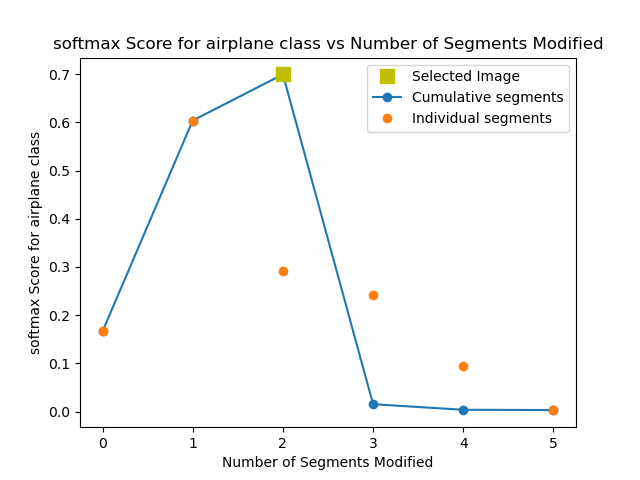 softmax Score for airplane class vs Number of Segments Modified
Selected Image
Cumulative segments
Individual segments
softmax Score for airplane class
0.7
0.6
0.5
0.4
0.3
0.2
0.1
0.0
0 1 2 3 4 5
Number of Segments Modified